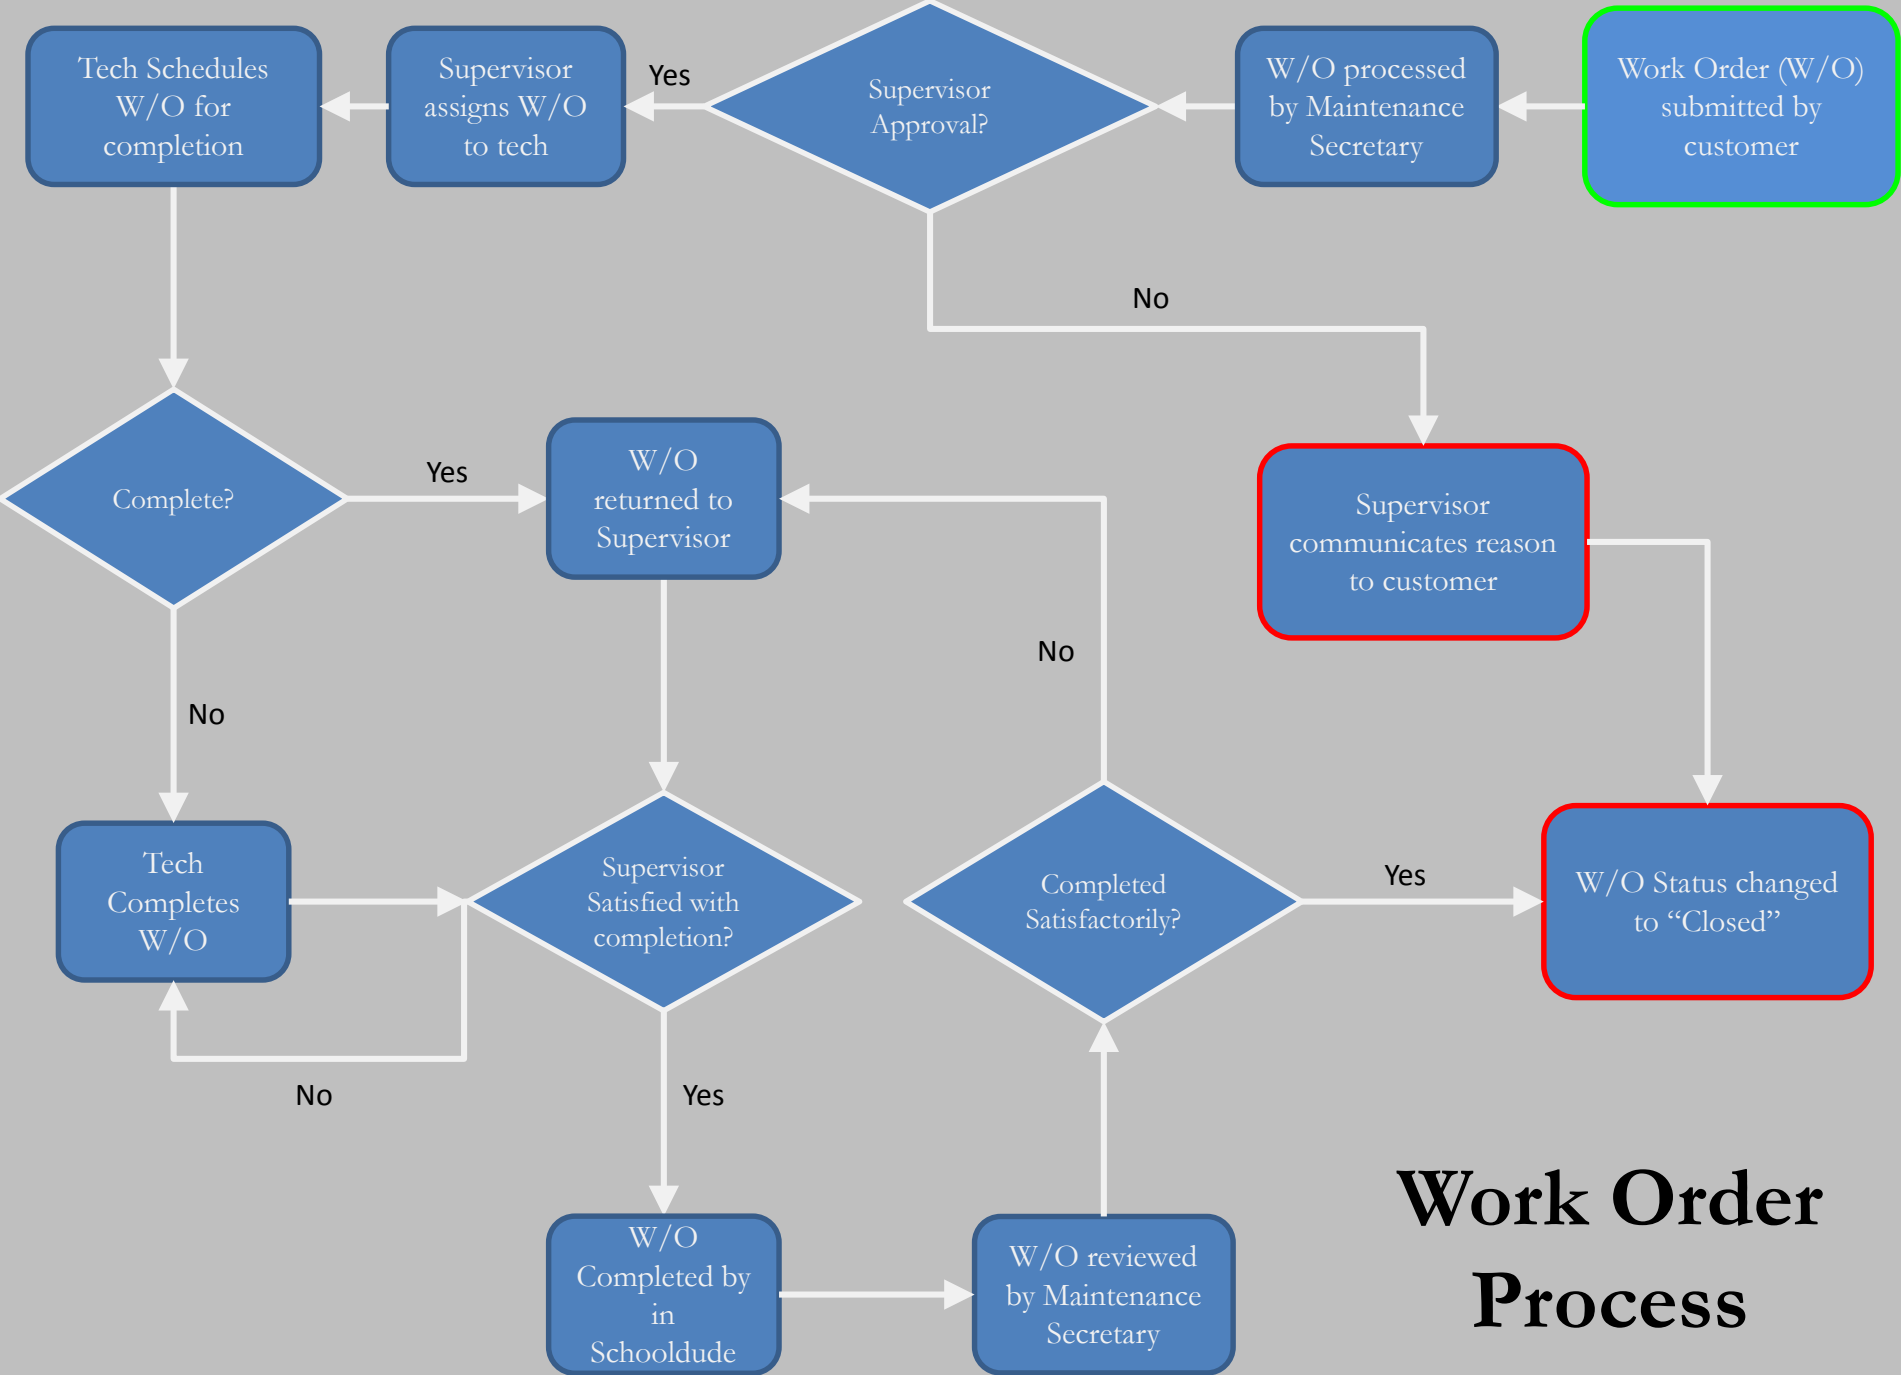 Tech Schedules
W/O for
completion
Supervisor
assigns W/O
to tech
Yes
Supervisor
Approval?
W/O processed
by Maintenance
Secretary
Work Order (W/O)
submitted by
customer
No
Complete?
Yes
W/O
returned to
Supervisor
Supervisor
communicates reason
to customer
No
No
Tech
Completes
W/O
Supervisor
Satisfied with
completion?
Completed
Satisfactorily?
Yes
W/O Status changed
to “Closed”
No
Yes
W/O
Completed by
in
Schooldude
W/O reviewed
by Maintenance
Secretary
Work Order
Process